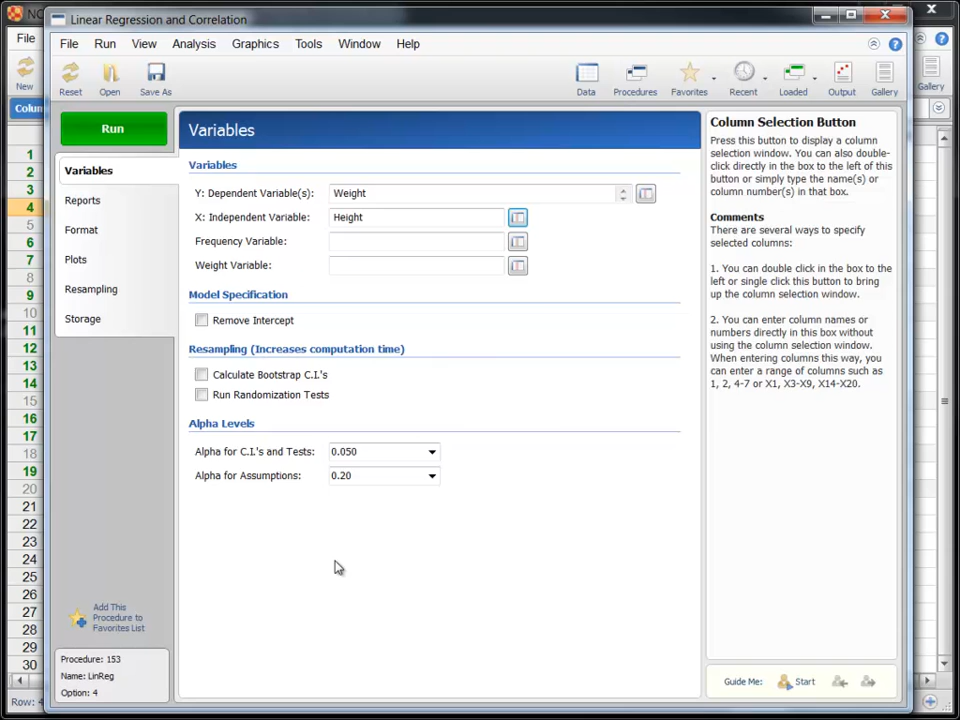 NC
Linear Regression and Correlation
File
File Run View Analysis Graphics Tools Window Help
New
Reset Open Save As Data Procedures Favorites Recent Loaded Output Gallery
Gallery
Colum
Run
Variables
Reports
Format
Plots
Resampling
Storage
Add This
Procedure to
Favorites List
Procedure: 153
Name: LinReg
Option: 4
Variables
Variables
Y: Dependent Variable(s): Weight
X: Independent Variable: Height
Frequency Variable:
Weight Variable:
Model Specification
Remove Intercept
Resampling (Increases computation time)
Calculate Bootstrap C.I.'s
Run Randomization Tests
Alpha Levels
Alpha for C.I.'s and Tests: 0.050
Alpha for Assumptions: 0.20
Column Selection Button
Press this button to display a column
selection window. You can also double-
click directly in the box to the left of this
button or simply type the name(s) or
column number(s) in that box.
Comments
There are several ways to specify
selected columns:
1. You can double click in the box to the
left or single click this button to bring
up the column selection window.
2. You can enter column names or
numbers directly in this box without
using the column selection window.
When entering columns this way, you
can enter a range of columns such as
1, 2, 4-7 or X1, X3-X9, X14-X20.
Guide Me: Start
1
2
3
4
5
6
7
8
9
10
11
12
13
14
15
16
17
18
19
20
21
22
23
24
25
26
27
28
29
30
Row: 4